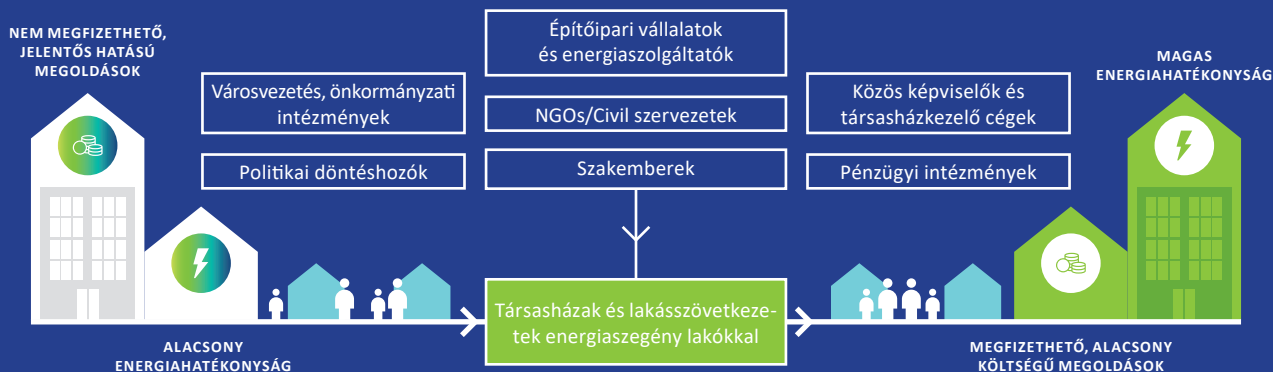 NEM MEGFIZETHETŐ,
JELENTŐS HATÁSÚ
MEGOLDÁSOK
Építőipari vállalatok
és energiaszolgáltatók
MAGAS
ENERGIAHATÉKONYSÁG
Városvezetés, önkormányzati
intézmények
NGOs/Civil szervezetek
Közös képviselők és
társasházkezelő cégek
Politikai döntéshozók
Szakemberek
Pénzügyi intézmények
Társasházak és lakásszövetkeze-
tek energiaszegény lakókkal
ALACSONY
ENERGIAHATÉKONYSÁG
MEGFIZETHETŐ, ALACSONY
KÖLTSÉGŰ MEGOLDÁSOK